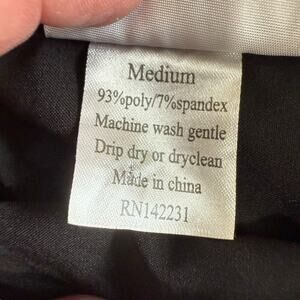 Medium
93%poly/7%spandex
Machine wash gentle
Drip dry or dryclean
Made in china
RN142231